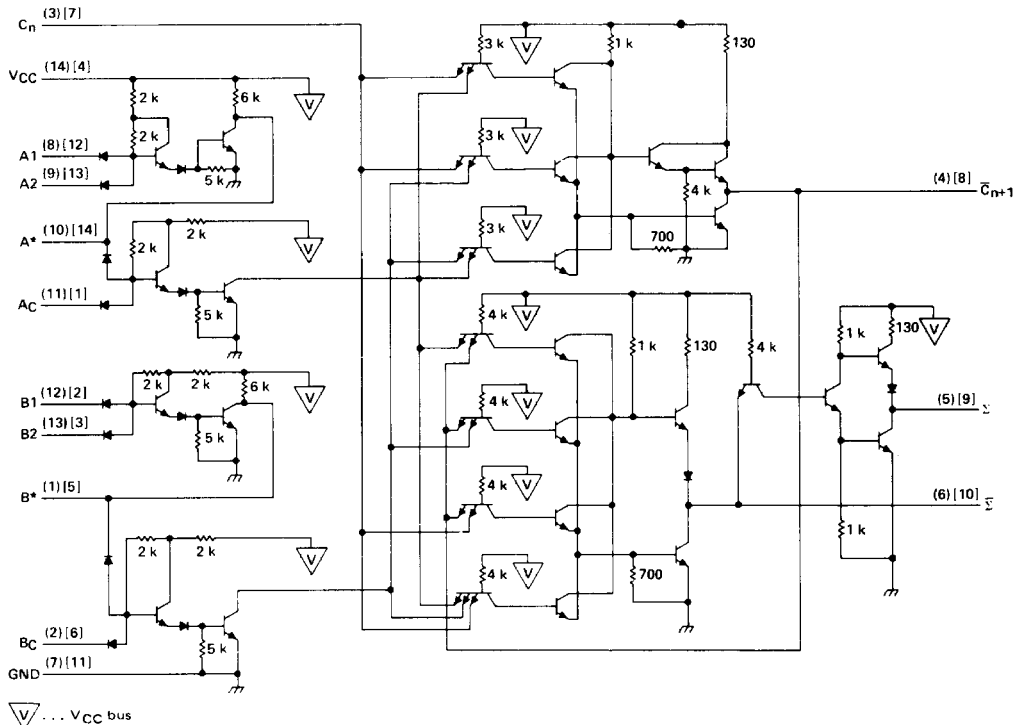 Cn (3)[7]
VCC (14)[4]
A1 (8)[12]
A2 (9)[13]
A* (10)[14]
AC (11)[1]
B1 (12)[2]
B2 (13)[3]
B* (1)[5]
BC (2)[6]
GND (7)[11]
2 k
6 k
2 k
5 k
2 k
2 k
5 k
2 k
2 k
6 k
5 k
2 k
2 k
5 k
V
V
V
V
3 k
V
1 k
130
3 k
V
4 k
3 k
V
700
(4)[8]
C̅n+1
4 k
V
1 k
130
4 k
1 k
130
V
4 k
V
(5)[9]
Σ
4 k
V
(6)[10]
Σ̅
4 k
V
700
1 k
V ... VCC bus